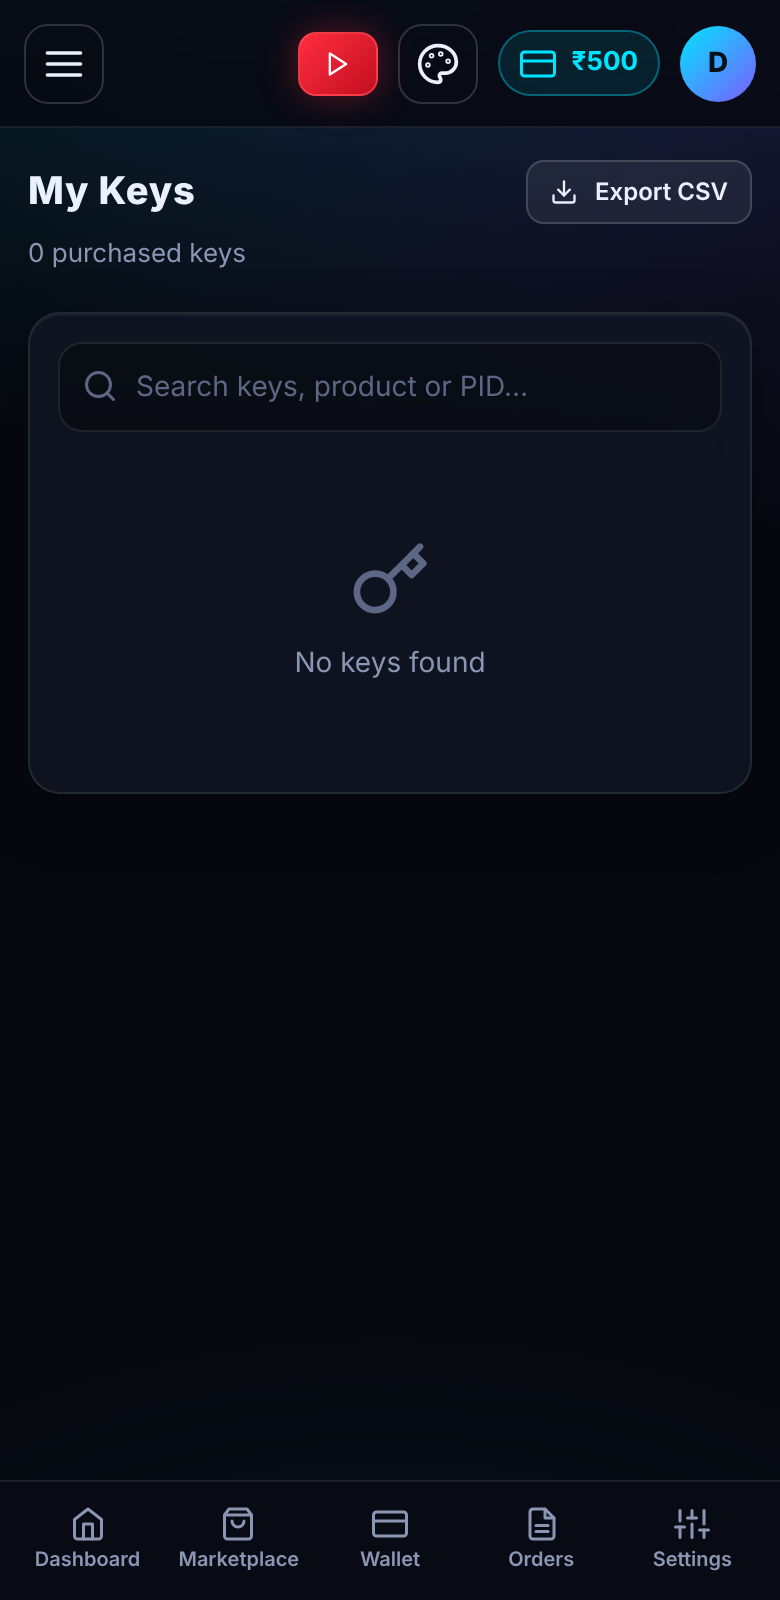 ₹500
D
My Keys
Export CSV
0 purchased keys
Search keys, product or PID...
No keys found
Dashboard
Marketplace
Wallet
Orders
Settings